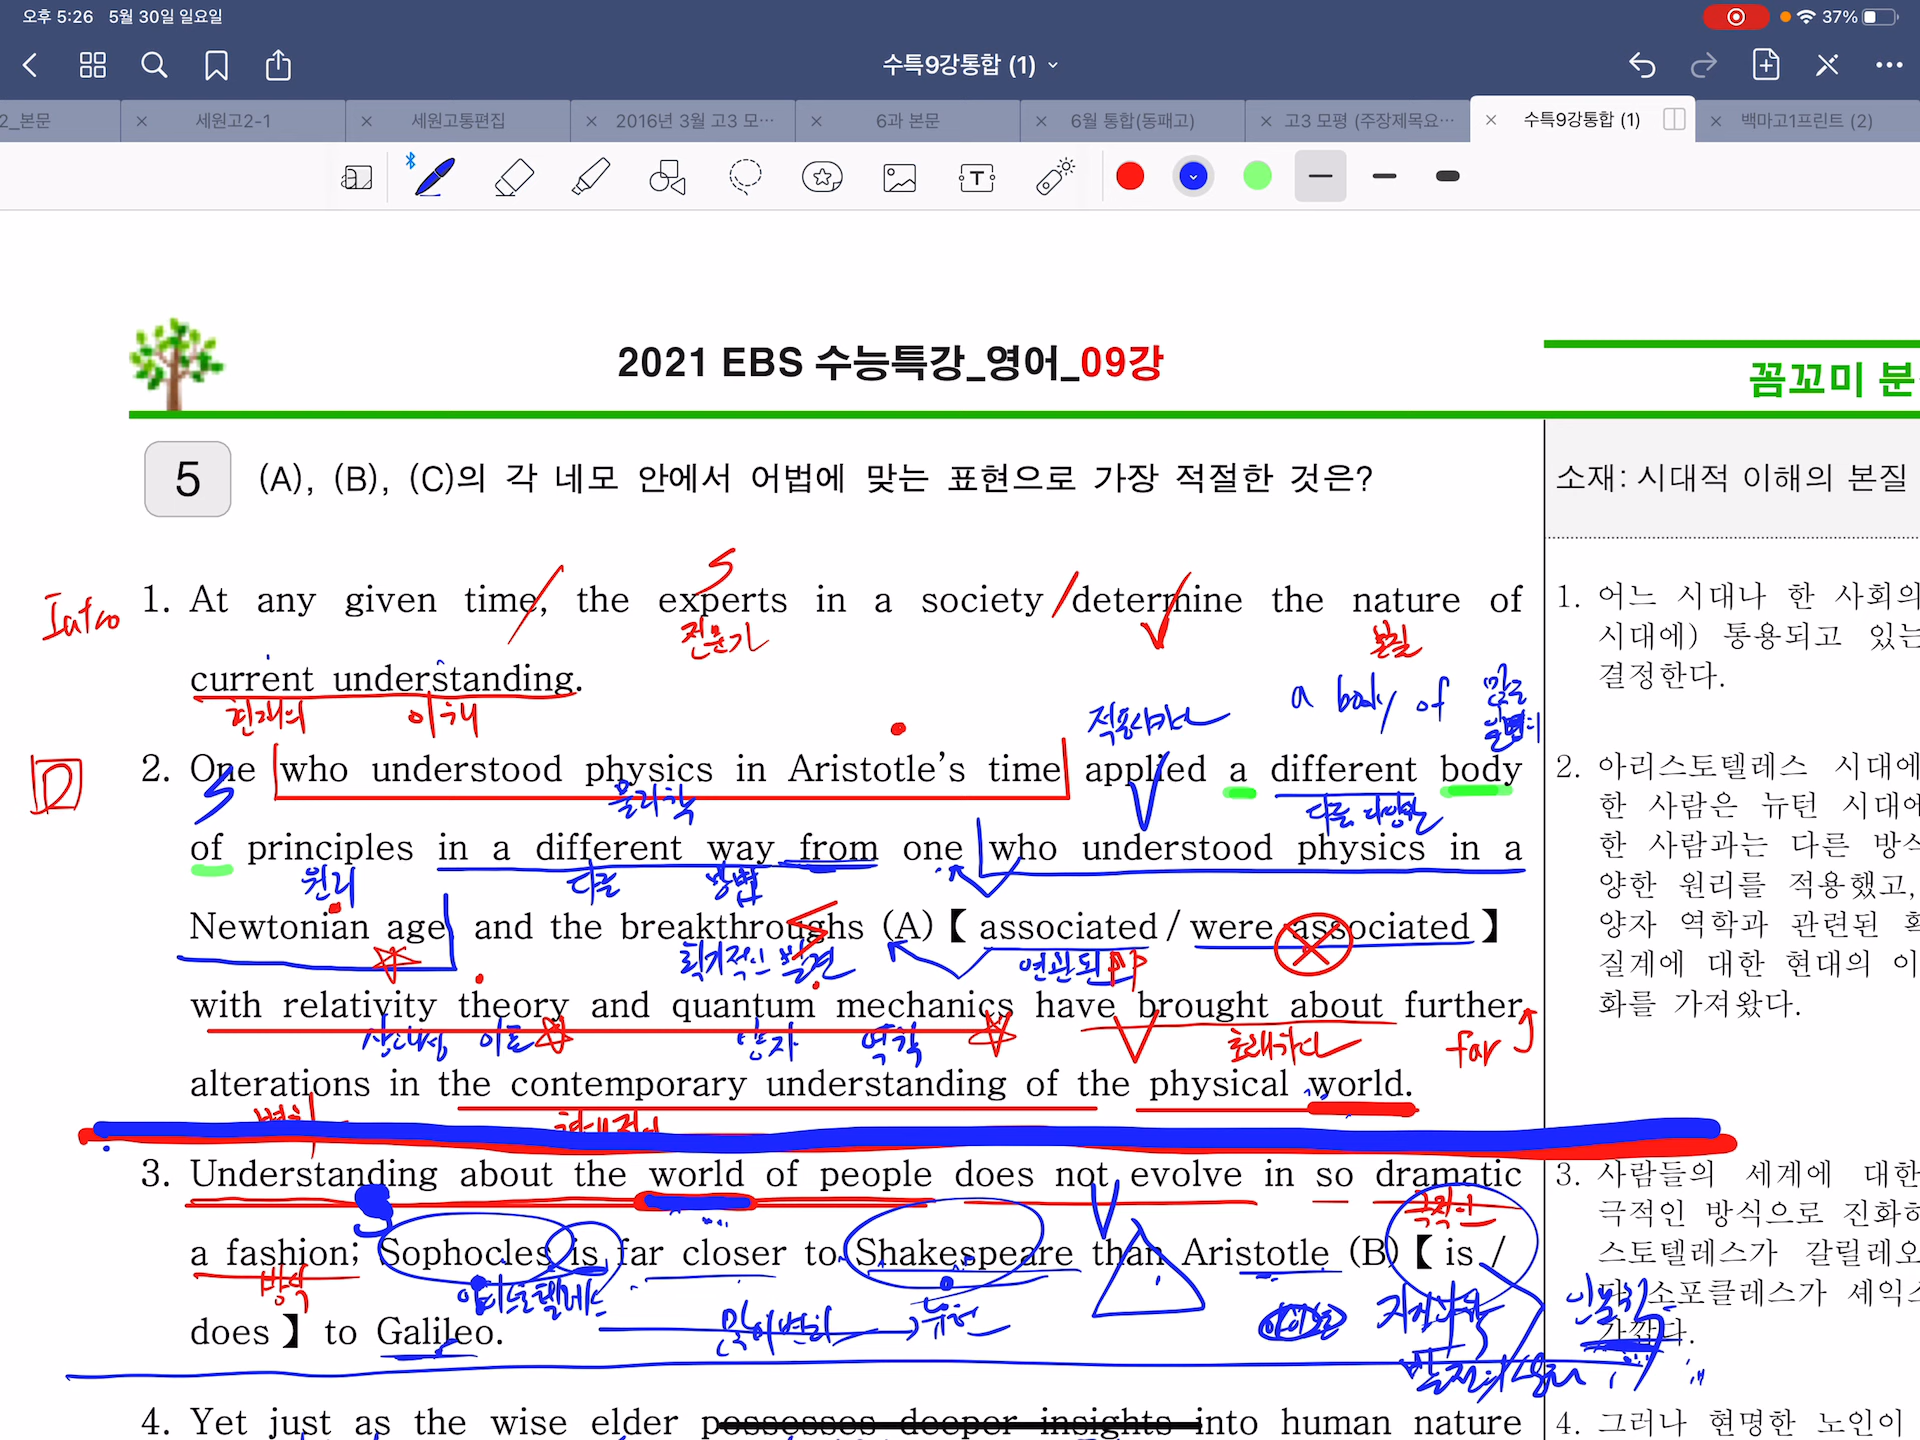 오후 5:26 5월 30일 일요일
37%
수특9강통합 (1)
2_본문
세원고2-1
세원고통편집
2016년 3월 고3 모…
6과 본문
6월 통합(동패고)
고3 모평 (주장제목요…
수특9강통합 (1)
백마고1프린트 (2)
2021 EBS 수능특강_영어_09강
꼼꼬미 분
5 (A), (B), (C)의 각 네모 안에서 어법에 맞는 표현으로 가장 적절한 것은?
소재: 시대적 이해의 본질
Intro
1. At any given time, the experts in a society determine the nature of
전문가
본질
current understanding.
현재의 이해
적용시키다
a body of
2. One who understood physics in Aristotle's time applied a different body
물리학
of principles in a different way from one who understood physics in a
원리 다른 방법
Newtonian age and the breakthroughs (A)【 associated / were associated 】
획기적인 발견 연관된 PP
with relativity theory and quantum mechanics have brought about further
상대성 이론 양자 역학 초래하다 far
alterations in the contemporary understanding of the physical world.
3. Understanding about the world of people does not evolve in so dramatic
극적인
a fashion; Sophocles is far closer to Shakespeare than Aristotle (B)【 is /
방식
does 】 to Galileo.
4. Yet just as the wise elder possesses deeper insights into human nature
1. 어느 시대나 한 사회의
시대에) 통용되고 있는
결정한다.
2. 아리스토텔레스 시대에
한 사람은 뉴턴 시대에
한 사람과는 다른 방식
양한 원리를 적용했고,
양자 역학과 관련된 획
질계에 대한 현대의 이
화를 가져왔다.
3. 사람들의 세계에 대한
극적인 방식으로 진화하
스토텔레스가 갈릴레오
소포클레스가 셰익스
가깝다.
4. 그러나 현명한 노인이